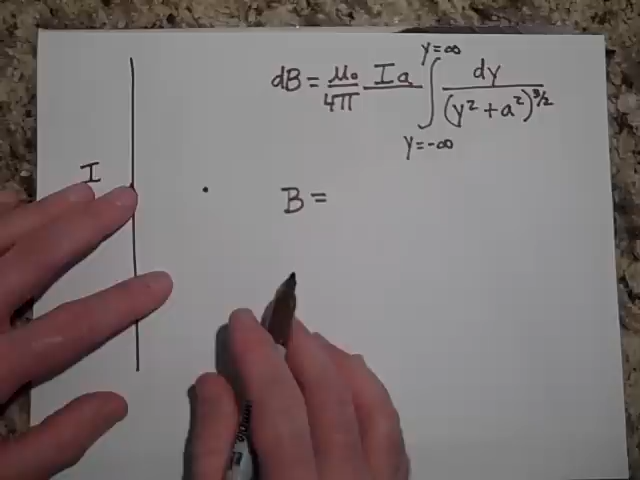 dB = μ₀/4π Ia ∫_{y=-∞}^{y=∞} dy/(y² + a²)^{3/2}
I
B =